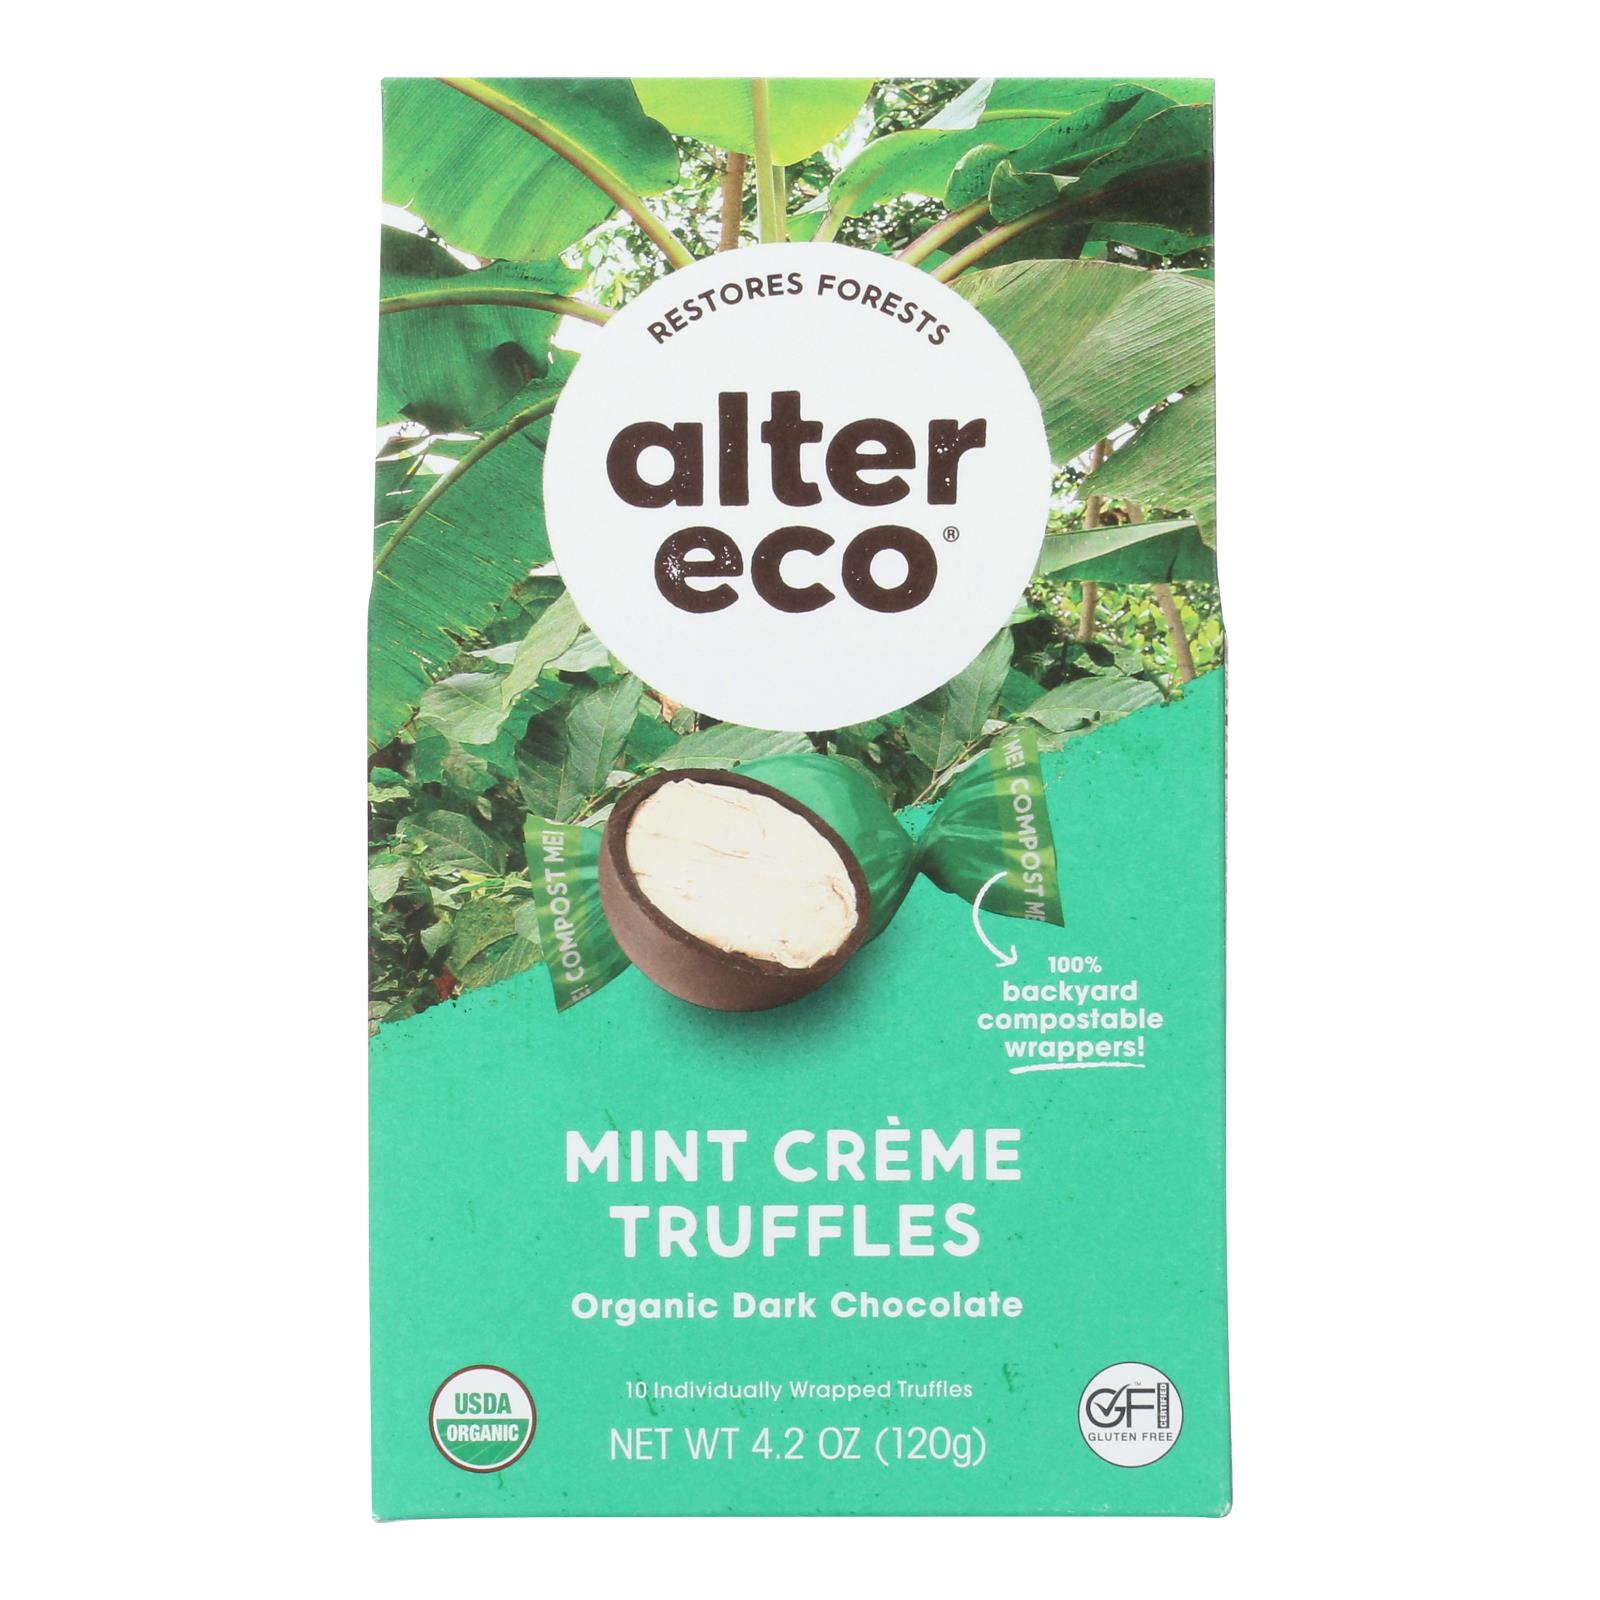 RESTORES FORESTS
alter
eco®
COMPOST ME!
ME! COMPOST ME
100%
backyard
compostable
wrappers!
MINT CRÈME
TRUFFLES
Organic Dark Chocolate
10 Individually Wrapped Truffles
NET WT 4.2 OZ (120g)
USDA
ORGANIC
GF
CERTIFIED
GLUTEN FREE